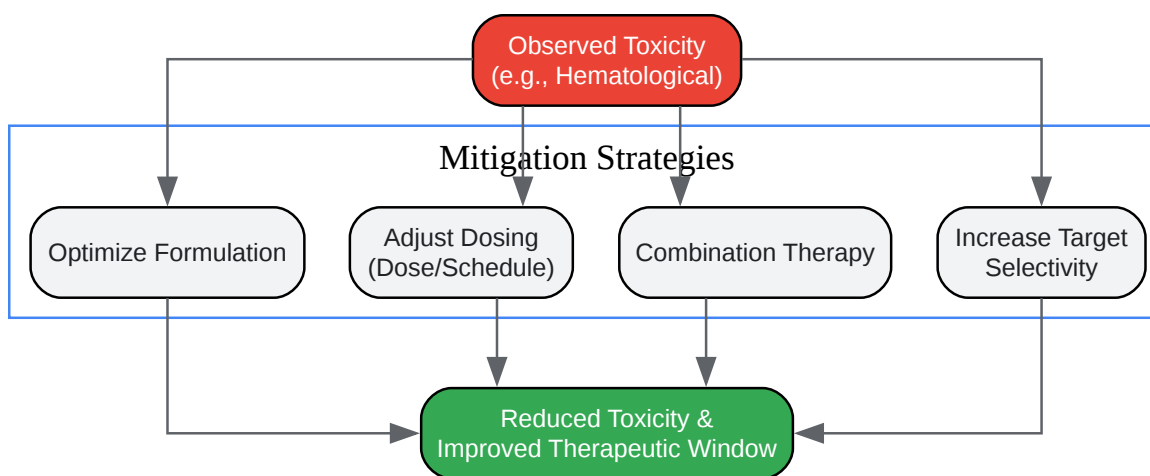 Observed Toxicity
(e.g., Hematological)
Mitigation Strategies
Optimize Formulation
Adjust Dosing
(Dose/Schedule)
Combination Therapy
Increase Target
Selectivity
Reduced Toxicity &
Improved Therapeutic Window